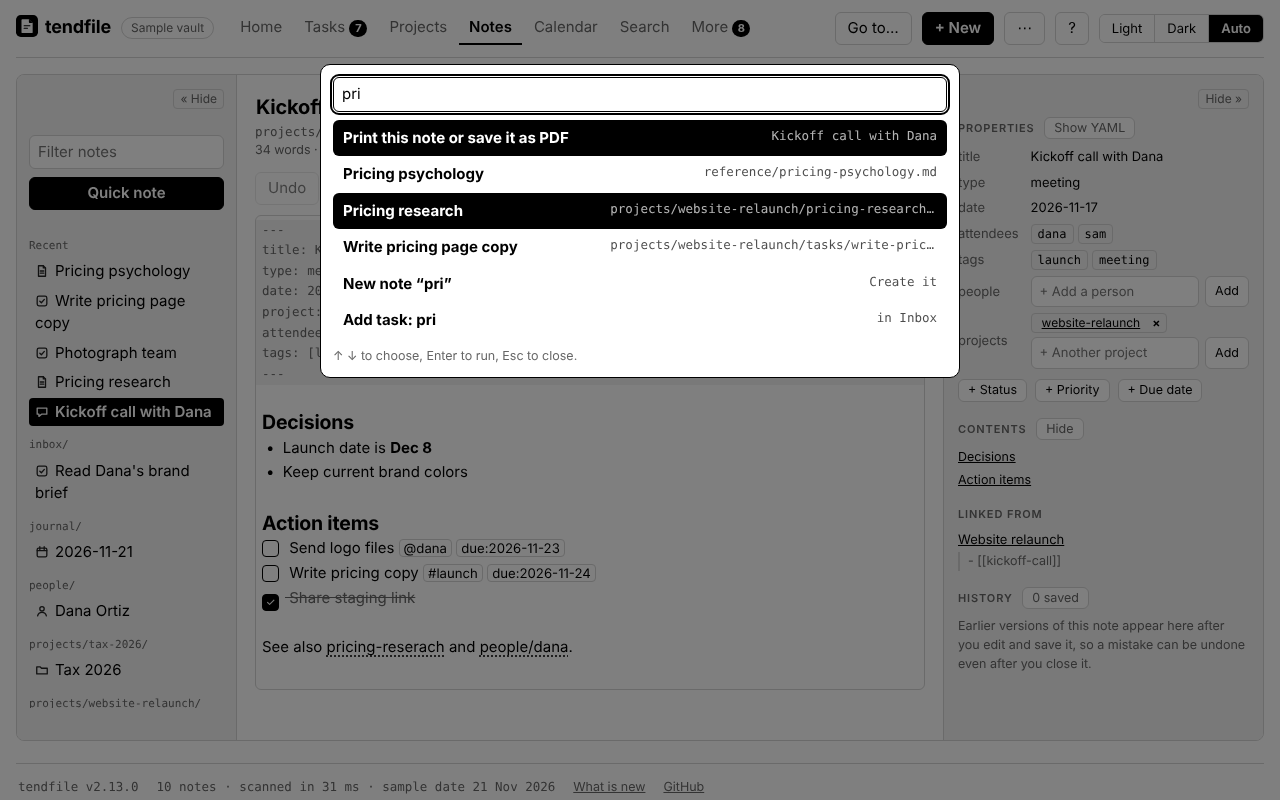 tendfile Sample vault Home Tasks 7 Projects Notes Calendar Search More 8 Go to... + New ... ? Light Dark Auto
« Hide
Filter notes
Quick note
Recent
Pricing psychology
Write pricing page
copy
Photograph team
Pricing research
Kickoff call with Dana
inbox/
Read Dana's brand
brief
journal/
2026-11-21
people/
Dana Ortiz
projects/tax-2026/
Tax 2026
projects/website-relaunch/
Kickoff
projects/
34 words ·
Undo
---
title: K
type: me
date: 20
project:
attendee
tags: [l
---
pri
Print this note or save it as PDF Kickoff call with Dana
Pricing psychology reference/pricing-psychology.md
Pricing research projects/website-relaunch/pricing-research…
Write pricing page copy projects/website-relaunch/tasks/write-pric…
New note “pri” Create it
Add task: pri in Inbox
↑ ↓ to choose, Enter to run, Esc to close.
Decisions
• Launch date is Dec 8
• Keep current brand colors
Action items
Send logo files @dana due:2026-11-23
Write pricing copy #launch due:2026-11-24
Share staging link
See also pricing-reserach and people/dana.
Hide »
PROPERTIES Show YAML
title Kickoff call with Dana
type meeting
date 2026-11-17
attendees dana sam
tags launch meeting
people + Add a person Add
projects website-relaunch ×
+ Another project Add
+ Status + Priority + Due date
CONTENTS Hide
Decisions
Action items
LINKED FROM
Website relaunch
- [[kickoff-call]]
HISTORY 0 saved
Earlier versions of this note appear here after
you edit and save it, so a mistake can be undone
even after you close it.
tendfile v2.13.0 10 notes · scanned in 31 ms · sample date 21 Nov 2026 What is new GitHub